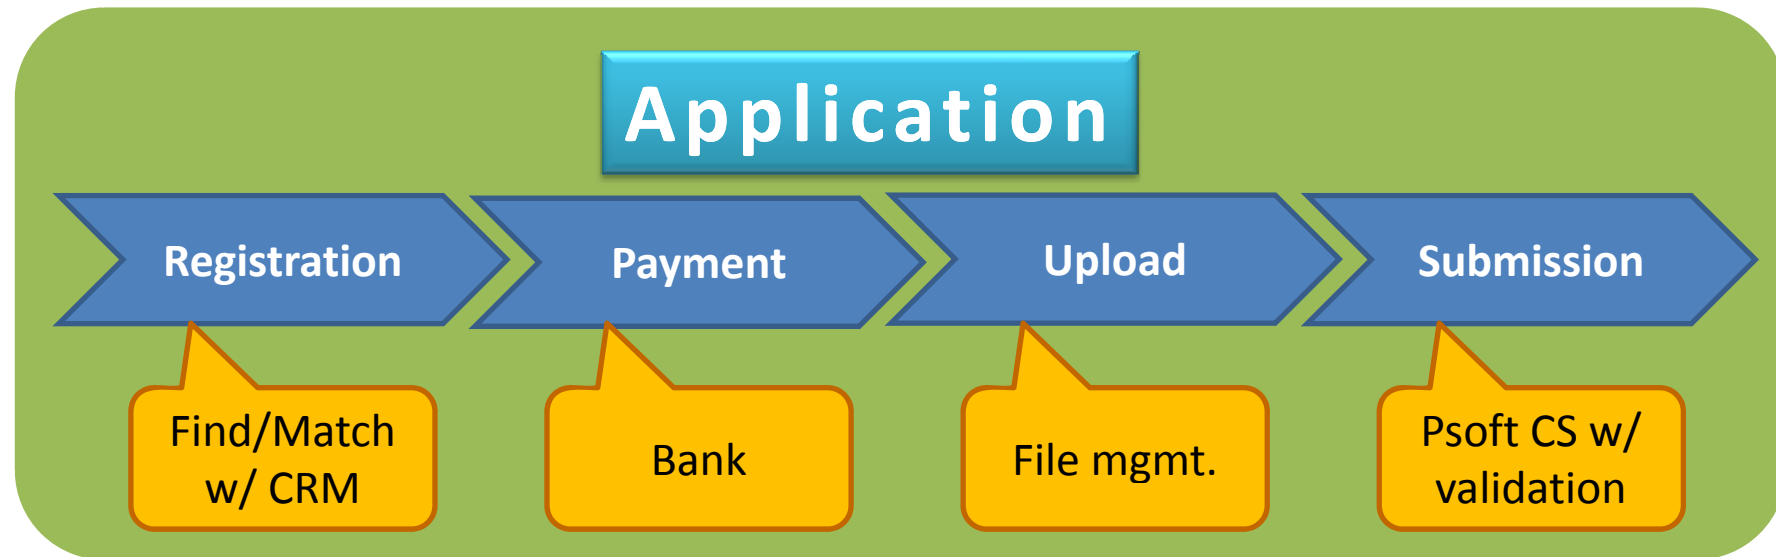 Application
Registration
Payment
Upload
Submission
Find/Match
w/ CRM
Bank
File mgmt.
Psoft CS w/
validation